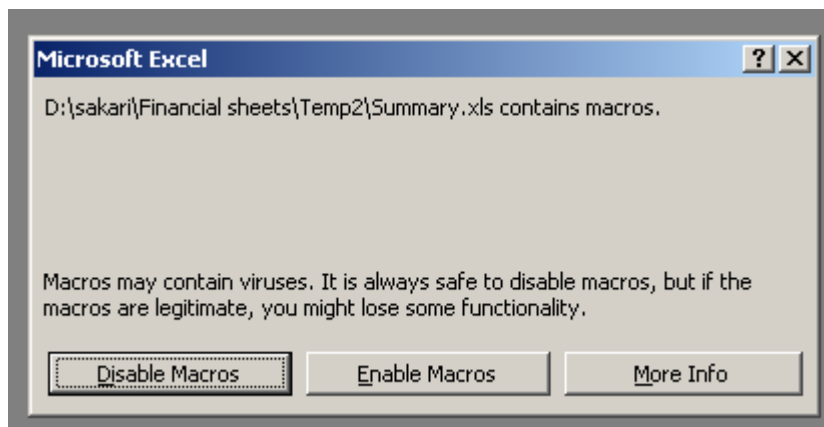 Microsoft Excel
D:\sakari\Financial sheets\Temp2\Summary.xls contains macros.
Macros may contain viruses. It is always safe to disable macros, but if the
macros are legitimate, you might lose some functionality.
Disable Macros Enable Macros More Info